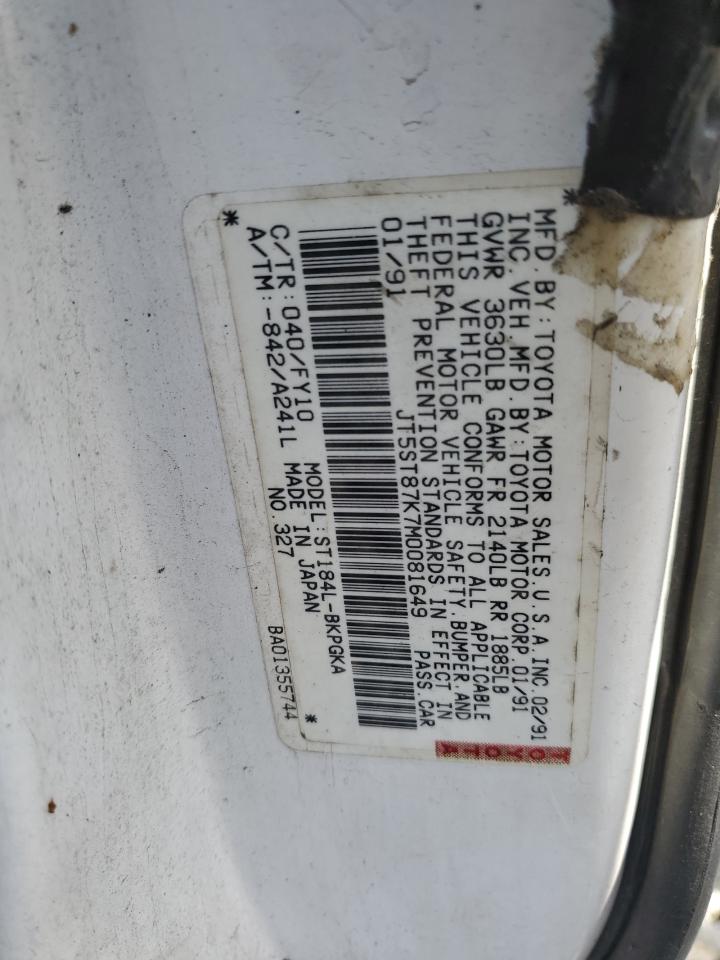 MFD. BY: TOYOTA MOTOR SALES. U. S. A. INC. 02/91
INC. VEH MFD. BY: TOYOTA MOTOR CORP. 01/91
GVWR 3630LB GAWR FR 2140LB RR 1885LB
THIS VEHICLE CONFORMS TO ALL APPLICABLE
FEDERAL MOTOR VEHICLE SAFETY. BUMPER. AND
THEFT PREVENTION STANDARDS IN EFFECT IN
01/91 JT5ST87K7M0081649 PASS. CAR
TOYOTA
C/TR: 040/FY10 MODEL: ST184L-BKPGKA
A/TM: -842/A241L MADE IN JAPAN
NO. 327 BA01355744